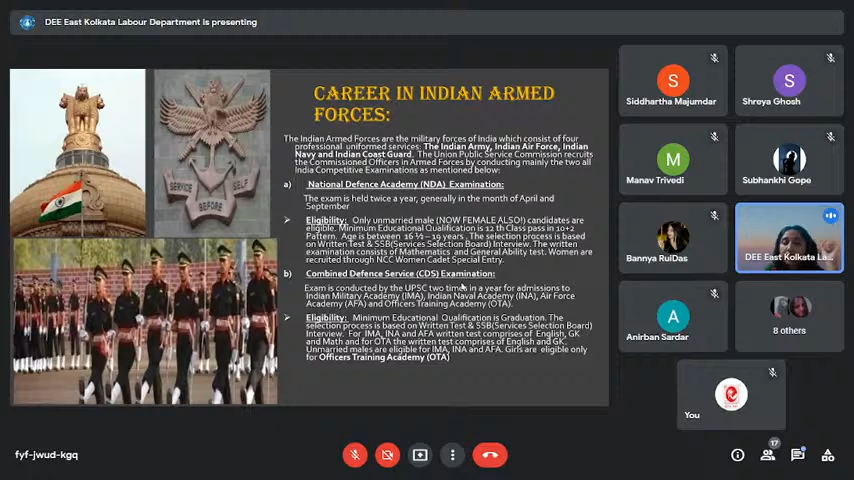 DEE East Kolkata Labour Department is presenting
CAREER IN INDIAN ARMED
FORCES:
The Indian Armed Forces are the military forces of India which consist of four
professional uniformed services: The Indian Army, Indian Air Force, Indian
Navy and Indian Coast Guard. The Union Public Service Commission recruits
the Commissioned Officers in Armed Forces by conducting mainly the two all
India Competitive Examinations as mentioned below:
a) National Defence Academy (NDA) Examination:
The exam is held twice a year, generally in the month of April and
September
Eligibility: Only unmarried male (NOW FEMALE ALSO!) candidates are
eligible. Minimum Educational Qualification is 12 th Class pass in 10+2
Pattern. Age is between 16 ½ – 19 years . The selection process is based
on Written Test & SSB(Services Selection Board) Interview. The written
examination consists of Mathematics and General Ability test. Women are
recruited through NCC Women Cadet Special Entry.
b) Combined Defence Service (CDS) Examination:
Exam is conducted by the UPSC two times in a year for admissions to
Indian Military Academy (IMA), Indian Naval Academy (INA), Air Force
Academy (AFA) and Officers Training Academy (OTA).
Eligibility: Minimum Educational Qualification is Graduation. The
selection process is based on Written Test & SSB(Services Selection Board)
Interview. For IMA, INA and AFA written test comprises of English, GK
and Math and for OTA the written test comprises of English and GK.
Unmarried males are eligible for IMA, INA and AFA. Girls are eligible only
for Officers Training Academy (OTA)
SERVICE SELF
BEFORE
S
Siddhartha Majumdar
S
Shreya Ghosh
M
Manav Trivedi
Subhankhi Gope
Bannya RuiDas
DEE East Kolkata La...
A
Anirban Sardar
8 others
You
fyf-jwud-kgq
17